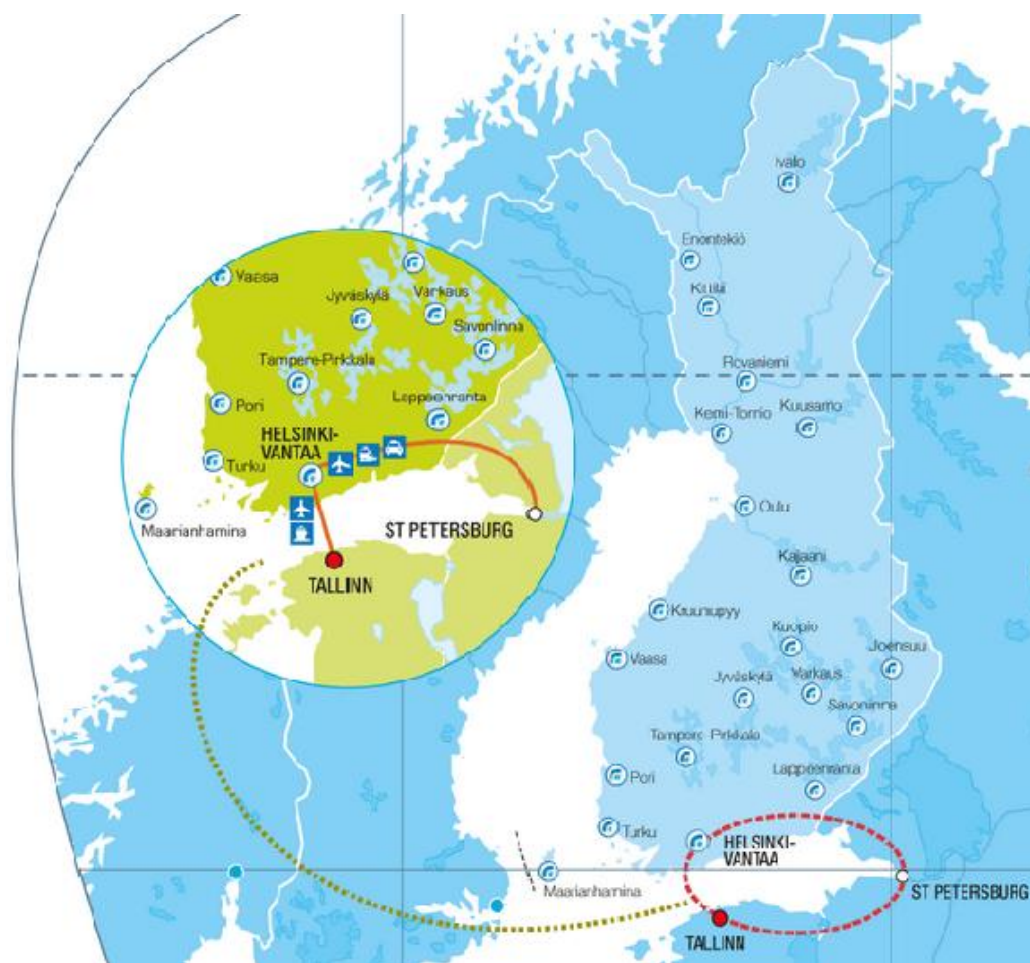 Ivalo
Enontekiö
Kittilä
Rovaniemi
Kemi-Tornio
Kuusamo
Oulu
Kajaani
Kruunupyy
Kuopio
Vaasa
Joensuu
Jyväskylä
Varkaus
Savonlinna
Tampere-Pirkkala
Lappeenranta
Pori
Turku
HELSINKI-
VANTAA
Maarianhamina
ST PETERSBURG
TALLINN
Vaasa
Jyväskylä
Varkaus
Savonlinna
Tampere-Pirkkala
Lappeenranta
Pori
HELSINKI-
VANTAA
Turku
Maarianhamina
ST PETERSBURG
TALLINN